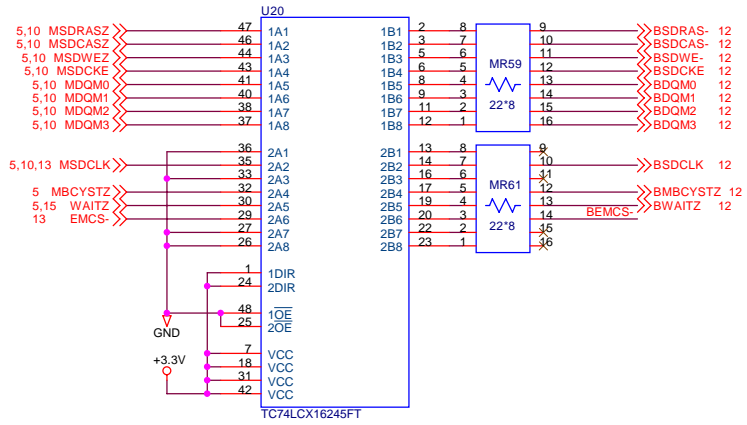 U20
5,10 MSDRASZ 47 1A1 1B1 2 8 9 BSDRAS- 12
5,10 MSDCASZ 46 1A2 1B2 3 7 10 BSDCAS- 12
5,10 MSDWEZ 44 1A3 1B3 5 6 11 BSDWE- 12
5,10 MSDCKE 43 1A4 1B4 6 5 12 BSDCKE 12
MR59
5,10 MDQM0 41 1A5 1B5 8 4 13 BDQM0 12
5,10 MDQM1 40 1A6 1B6 9 3 14 BDQM1 12
5,10 MDQM2 38 1A7 1B7 11 2 15 BDQM2 12
22*8
5,10 MDQM3 37 1A8 1B8 12 1 16 BDQM3 12
36 2A1 2B1 13 8 9
5,10,13 MSDCLK 35 2A2 2B2 14 7 10 BSDCLK 12
33 2A3 2B3 16 6 11
MR61
5 MBCYSTZ 32 2A4 2B4 17 5 12 BMBCYSTZ 12
5,15 WAITZ 30 2A5 2B5 19 4 13 BWAITZ 12
13 EMCS- 29 2A6 2B6 20 3 14 BEMCS-
27 2A7 2B7 22 2 15
22*8
26 2A8 2B8 23 1 16
1 1DIR
24 2DIR
48 1OE
GND
25 2OE
+3.3V
7 VCC
18 VCC
31 VCC
42 VCC
TC74LCX16245FT